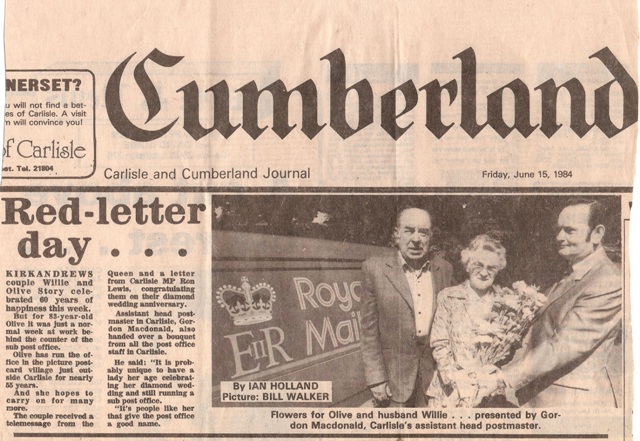 NERSET?
u will not find a bet-
es of Carlisle. A visit
m will convince you!
of Carlisle
et. Tel. 21804
Cumberland
Carlisle and Cumberland Journal
Friday, June 15, 1984
Red-letter
day . . .
KIRKANDREWS
couple Willie and
Olive Story cele-
brated 60 years of
happiness this week.
But for 83-year-old
Olive it was just a nor-
mal week at work be-
hind the counter of the
sub post office.
Olive has run the of-
fice in the picture post-
card village just out-
side Carlisle for nearly
55 years.
And she hopes to
carry on for many
more.
The couple received a
telemessage from the
Queen and a letter
from Carlisle MP Ron
Lewis, congratulating
them on their diamond
wedding anniversary.
Assistant head post-
master in Carlisle, Gor-
don Macdonald, also
handed over a bouquet
from all the post office
staff in Carlisle.
He said: "It is prob-
ably unique to have a
lady her age celebrat-
ing her diamond wed-
ding and still running a
sub post office.
"It's people like her
that give the post office
a good name.
Roya
Mail
EIIR
By IAN HOLLAND
Picture: BILL WALKER
Flowers for Olive and husband Willie . . . presented by Gor-
don Macdonald, Carlisle's assistant head postmaster.